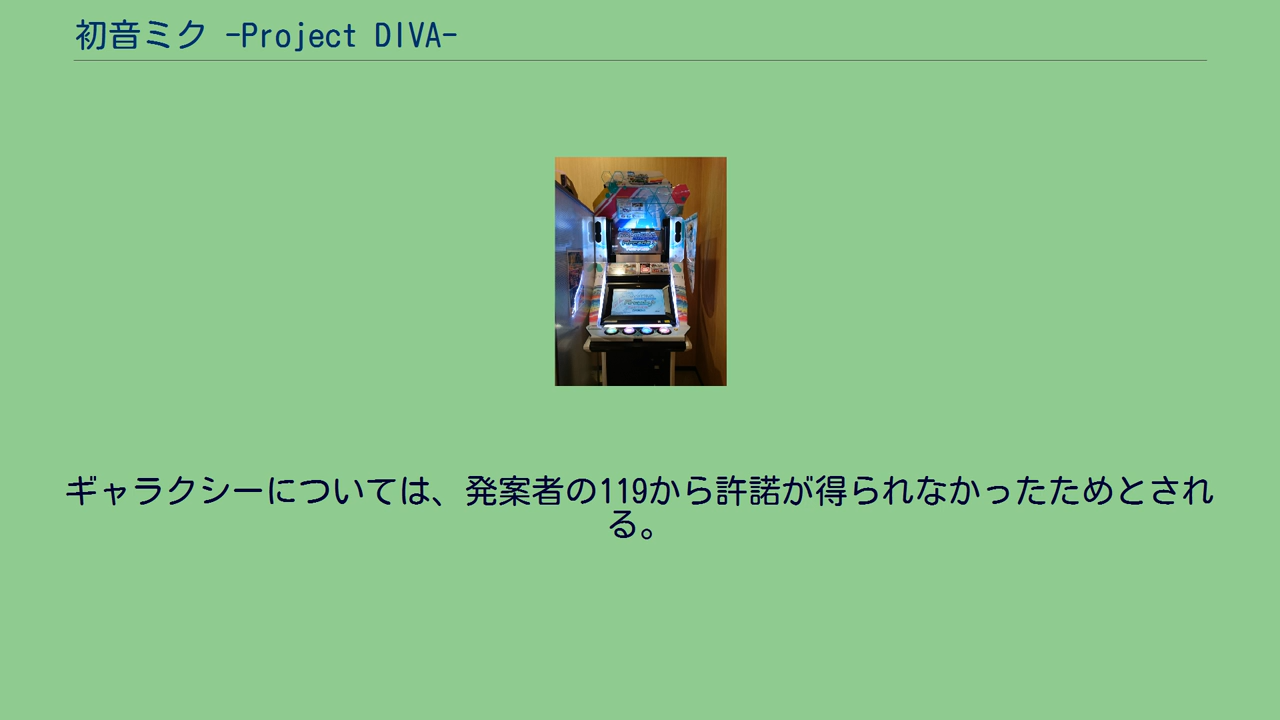 初音ミク -Project DIVA-
ギャラクシーについては、発案者の119から許諾が得られなかったためとされ
る。